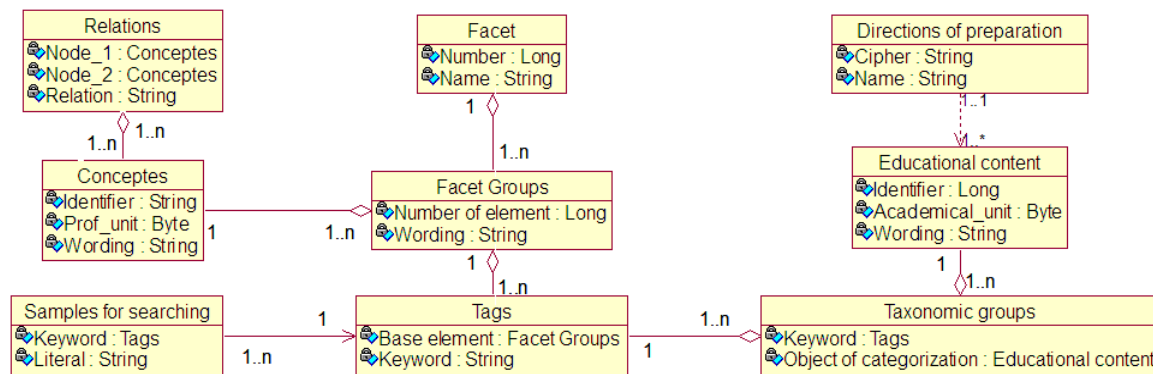 Relations
Node_1 : Conceptes
Node_2 : Conceptes
Relation : String
1..n
1..n
Conceptes
Identifier : String
Prof_unit : Byte
Wording : String
1
1..n
Facet
Number : Long
Name : String
1
1..n
Facet Groups
Number of element : Long
Wording : String
1
1..n
Directions of preparation
Cipher : String
Name : String
1..1
1..*
Educational content
Identifier : Long
Academical_unit : Byte
Wording : String
1
1..n
Samples for searching
Keyword : Tags
Literal : String
1
1..n
Tags
Base element : Facet Groups
Keyword : String
1..n
1
Taxonomic groups
Keyword : Tags
Object of categorization : Educational content